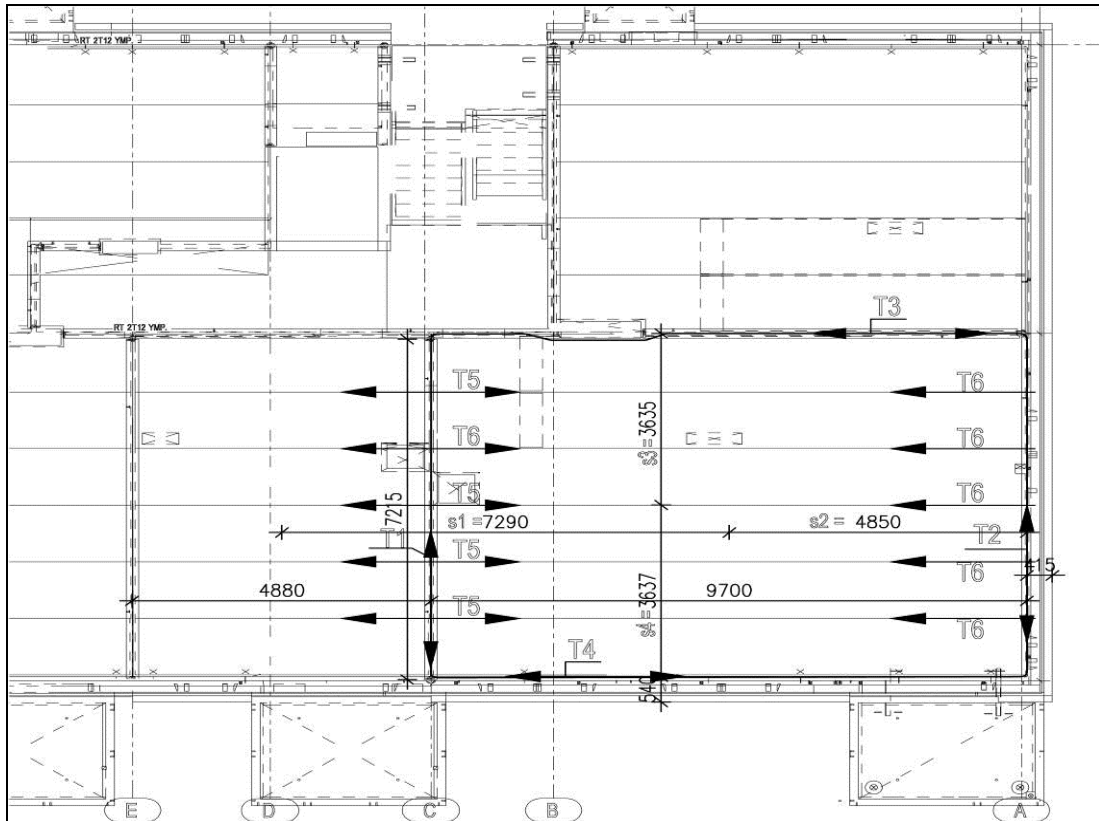 RT 2T12 YMP.
RT 2T12 YMP.
T3
T5
T6
T6
T6
s3 =3635
T5
T6
7215
s1 =7290
s2 = 4850
T1
T2
T5
T6
415
4880
9700
T5
s4 =3637
T6
T4
540
E
D
C
B
A